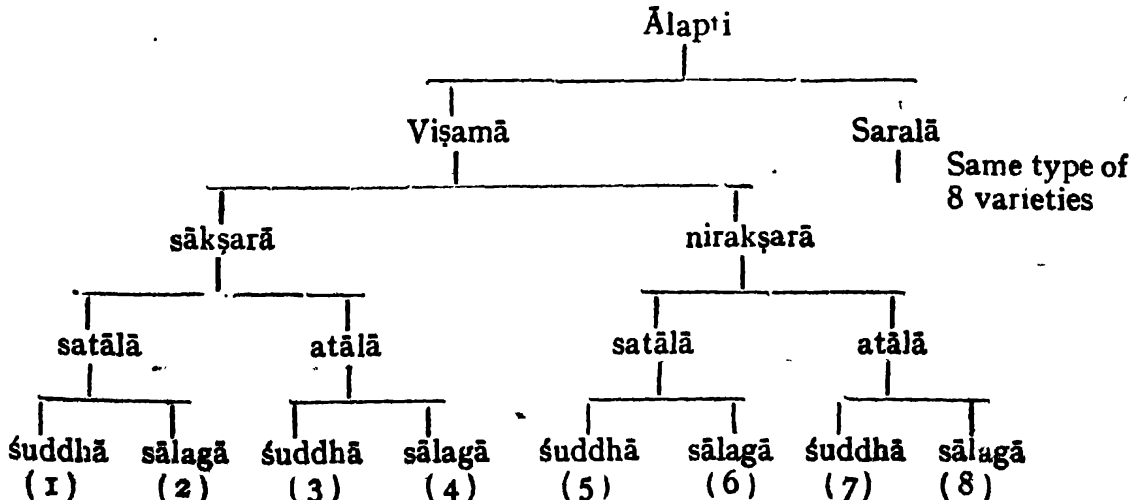 Ālapti
Viṣamā Saralā
Same type of
8 varieties
sākṣarā nirakṣarā
satālā atālā satālā atālā
śuddhā sālagā śuddhā sālagā śuddhā sālagā śuddhā sālagā
(1) (2) (3) (4) (5) (6) (7) (8)